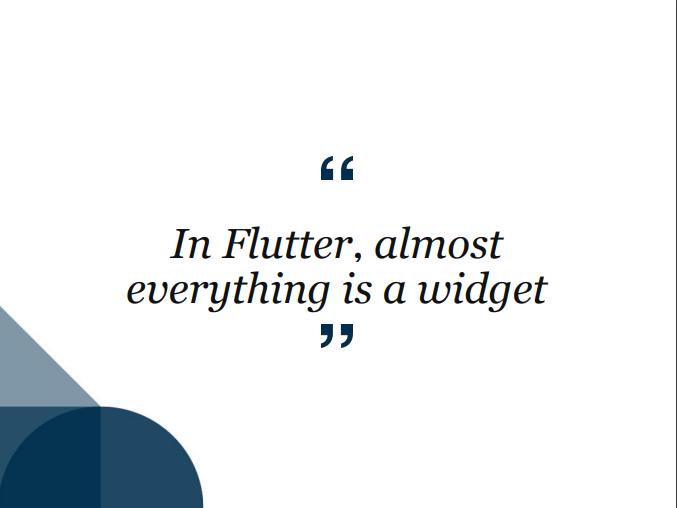 “
In Flutter, almost
everything is a widget
”